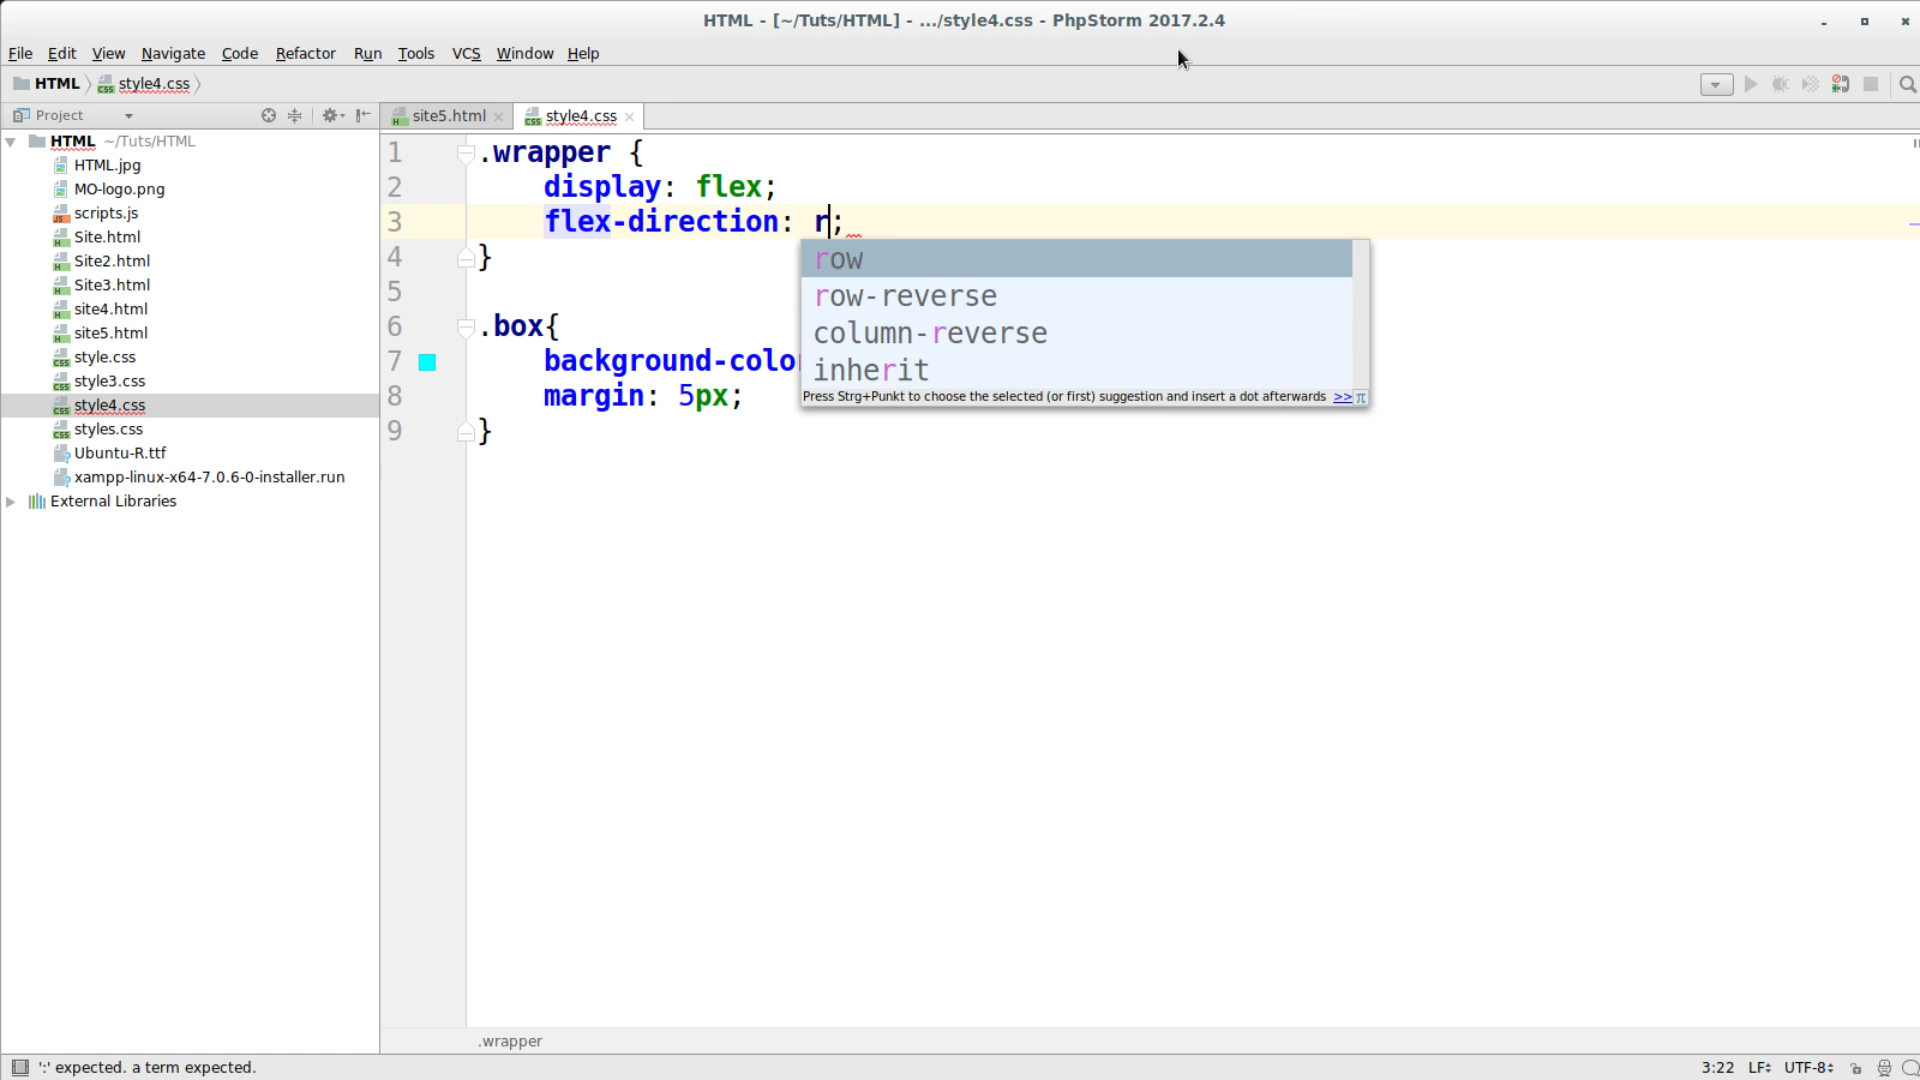 HTML - [~/Tuts/HTML] - .../style4.css - PhpStorm 2017.2.4
File Edit View Navigate Code Refactor Run Tools VCS Window Help
HTML style4.css
Project
site5.html style4.css
HTML ~/Tuts/HTML
HTML.jpg
MO-logo.png
scripts.js
Site.html
Site2.html
Site3.html
site4.html
site5.html
style.css
style3.css
style4.css
styles.css
Ubuntu-R.ttf
xampp-linux-x64-7.0.6-0-installer.run
External Libraries
1 .wrapper {
2 display: flex;
3 flex-direction: r;
4 }
5
6 .box{
7 background-color
8 margin: 5px;
9 }
row
row-reverse
column-reverse
inherit
Press Strg+Punkt to choose the selected (or first) suggestion and insert a dot afterwards >> π
.wrapper
':' expected. a term expected.
3:22 LF UTF-8